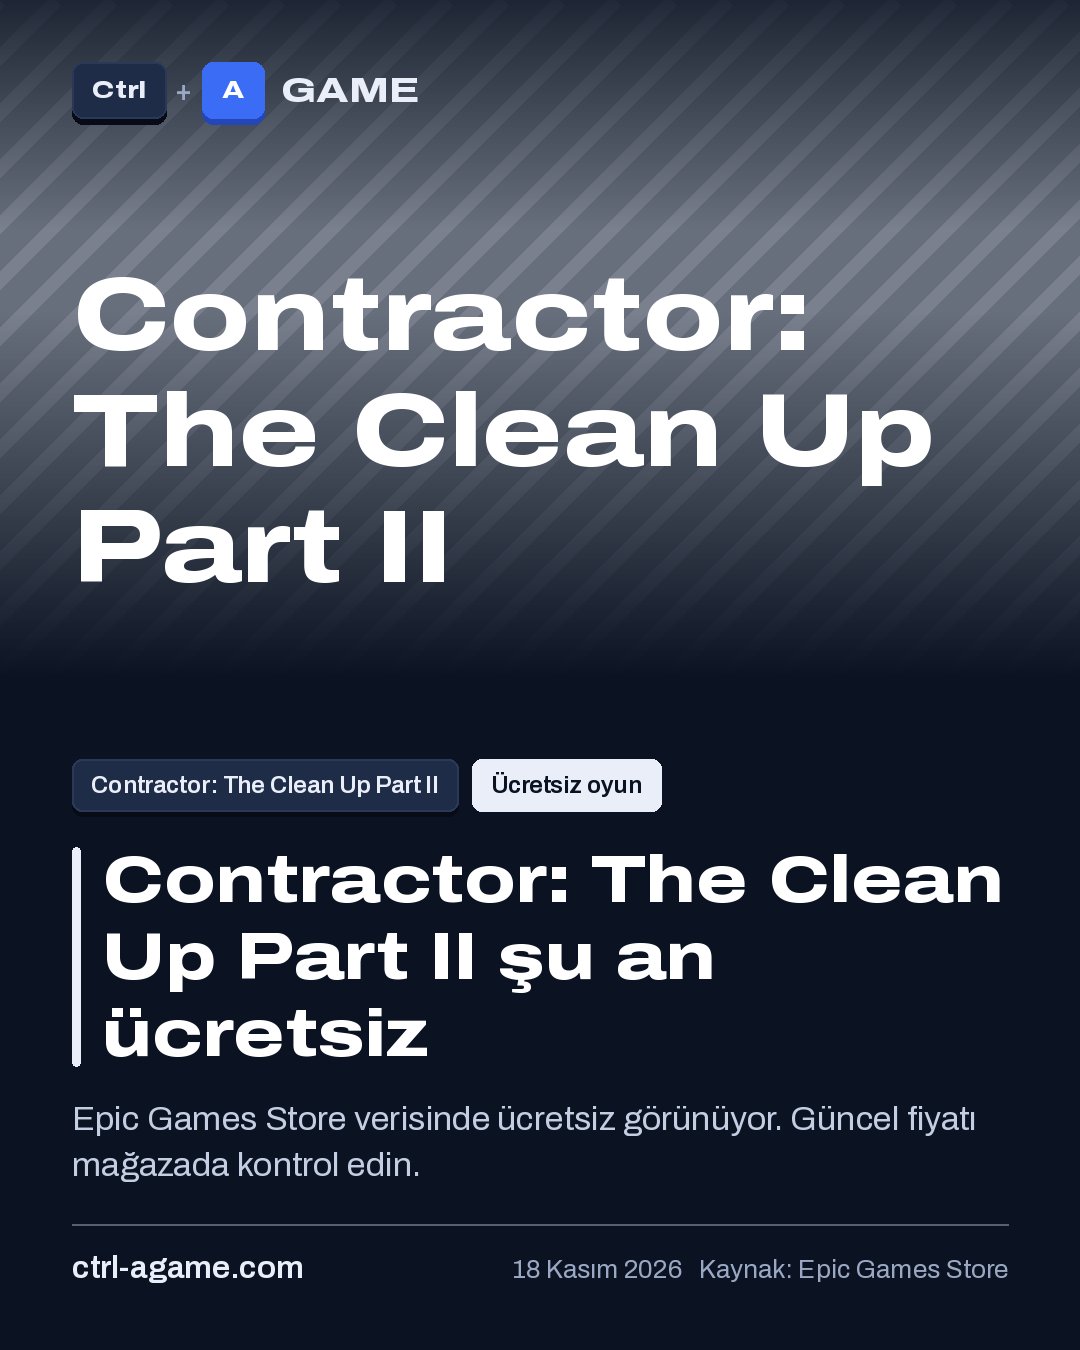 Ctrl + A GAME
Contractor:
The Clean Up
Part II
Contractor: The Clean Up Part II Ücretsiz oyun
Contractor: The Clean
Up Part II şu an
ücretsiz
Epic Games Store verisinde ücretsiz görünüyor. Güncel fiyatı
mağazada kontrol edin.
ctrl-agame.com 18 Kasım 2026 Kaynak: Epic Games Store